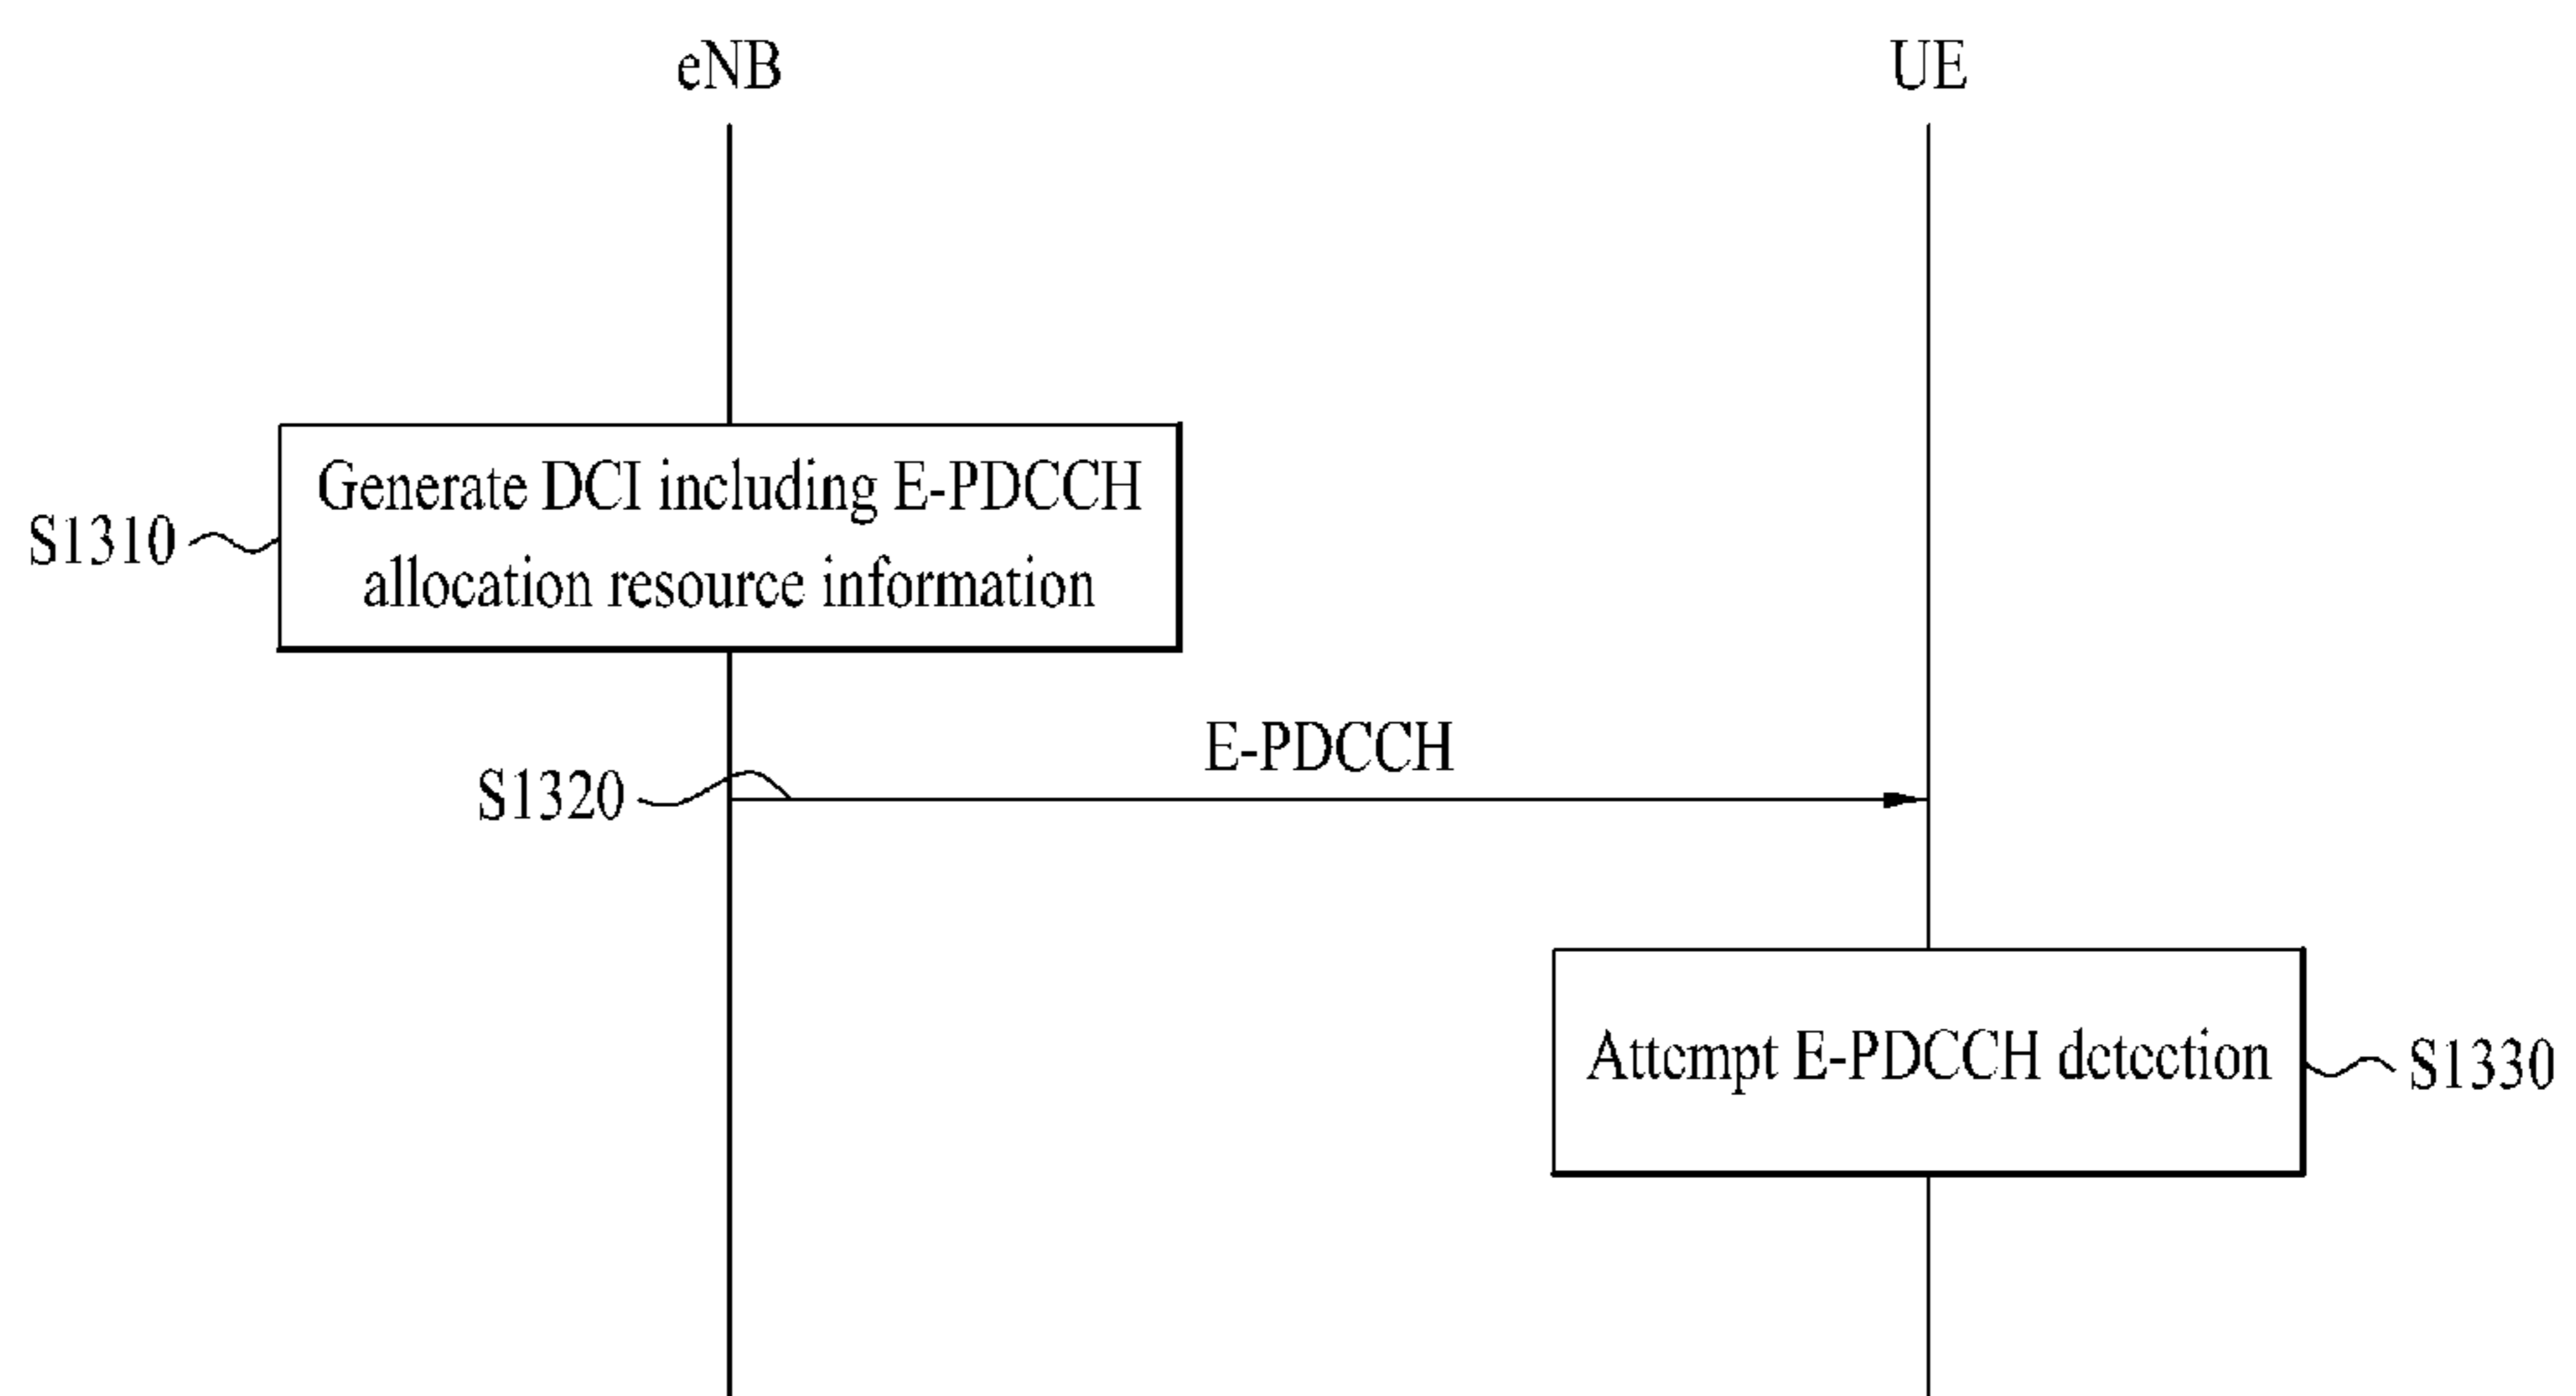 eNB
UE
Generate DCI including E-PDCCH
allocation resource information
S1310
E-PDCCH
S1320
Attempt E-PDCCH detection
S1330